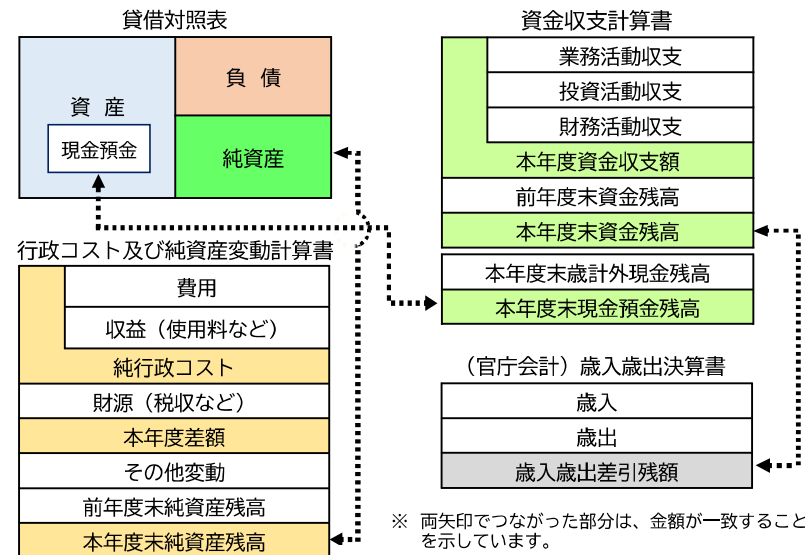 貸借対照表
負 債
資 産
現金預金
純資産
行政コスト及び純資産変動計算書
費用
収益（使用料など）
純行政コスト
財源（税収など）
本年度差額
その他変動
前年度末純資産残高
本年度末純資産残高
資金収支計算書
業務活動収支
投資活動収支
財務活動収支
本年度資金収支額
前年度末資金残高
本年度末資金残高
本年度末歳計外現金残高
本年度末現金預金残高
（官庁会計）歳入歳出決算書
歳入
歳出
歳入歳出差引残額
※ 両矢印でつながった部分は、金額が一致すること
を示しています。